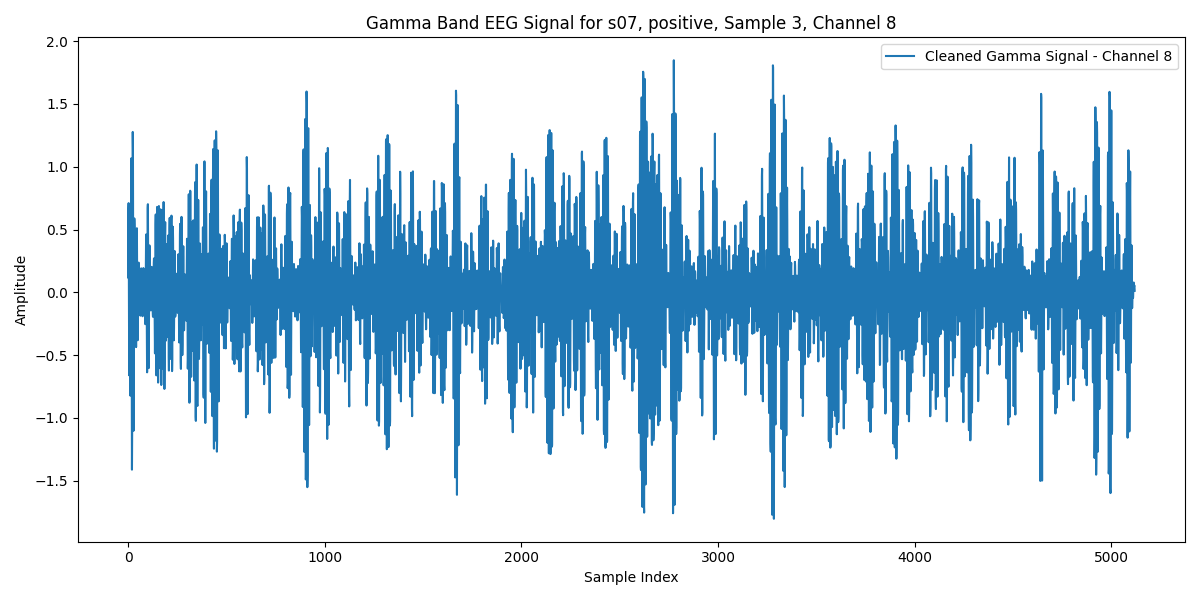 Gamma Band EEG Signal for s07, positive, Sample 3, Channel 8
Cleaned Gamma Signal - Channel 8
2.0
1.5
1.0
0.5
0.0
−0.5
−1.0
−1.5
Amplitude
0 1000 2000 3000 4000 5000
Sample Index